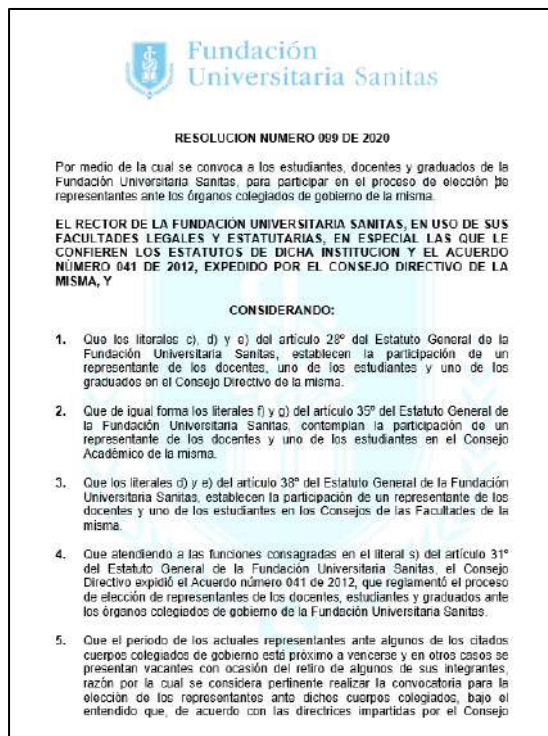 Fundación
Universitaria Sanitas
RESOLUCION NUMERO 099 DE 2020
Por medio de la cual se convoca a los estudiantes, docentes y graduados de la
Fundación Universitaria Sanitas, para participar en el proceso de elección de
representantes ante los órganos colegiados de gobierno de la misma.
EL RECTOR DE LA FUNDACIÓN UNIVERSITARIA SANITAS, EN USO DE SUS
FACULTADES LEGALES Y ESTATUTARIAS, EN ESPECIAL LAS QUE LE
CONFIEREN LOS ESTATUTOS DE DICHA INSTITUCION Y EL ACUERDO
NÚMERO 041 DE 2012, EXPEDIDO POR EL CONSEJO DIRECTIVO DE LA
MISMA, Y
CONSIDERANDO:
1. Que los literales c), d) y e) del artículo 28º del Estatuto General de la
Fundación Universitaria Sanitas, establecen la participación de un
representante de los docentes, uno de los estudiantes y uno de los
graduados en el Consejo Directivo de la misma.
2. Que de igual forma los literales f) y g) del artículo 35º del Estatuto General de
la Fundación Universitaria Sanitas, contemplan la participación de un
representante de los docentes y uno de los estudiantes en el Consejo
Académico de la misma.
3. Que los literales d) y e) del artículo 38º del Estatuto General de la Fundación
Universitaria Sanitas, establecen la participación de un representante de los
docentes y uno de los estudiantes en los Consejos de las Facultades de la
misma.
4. Que atendiendo a las funciones consagradas en el literal s) del artículo 31º
del Estatuto General de la Fundación Universitaria Sanitas, el Consejo
Directivo expidió el Acuerdo número 041 de 2012, que reglamentó el proceso
de elección de representantes de los docentes, estudiantes y graduados ante
los órganos colegiados de gobierno de la Fundación Universitaria Sanitas.
5. Que el periodo de los actuales representantes ante algunos de los citados
cuerpos colegiados de gobierno está próximo a vencerse y en otros casos se
presentan vacantes con ocasión del retiro de algunos de sus integrantes,
razón por la cual se considera pertinente realizar la convocatoria para la
elección de los representantes ante dichos cuerpos colegiados, bajo el
entendido que, de acuerdo con las directrices impartidas por el Consejo